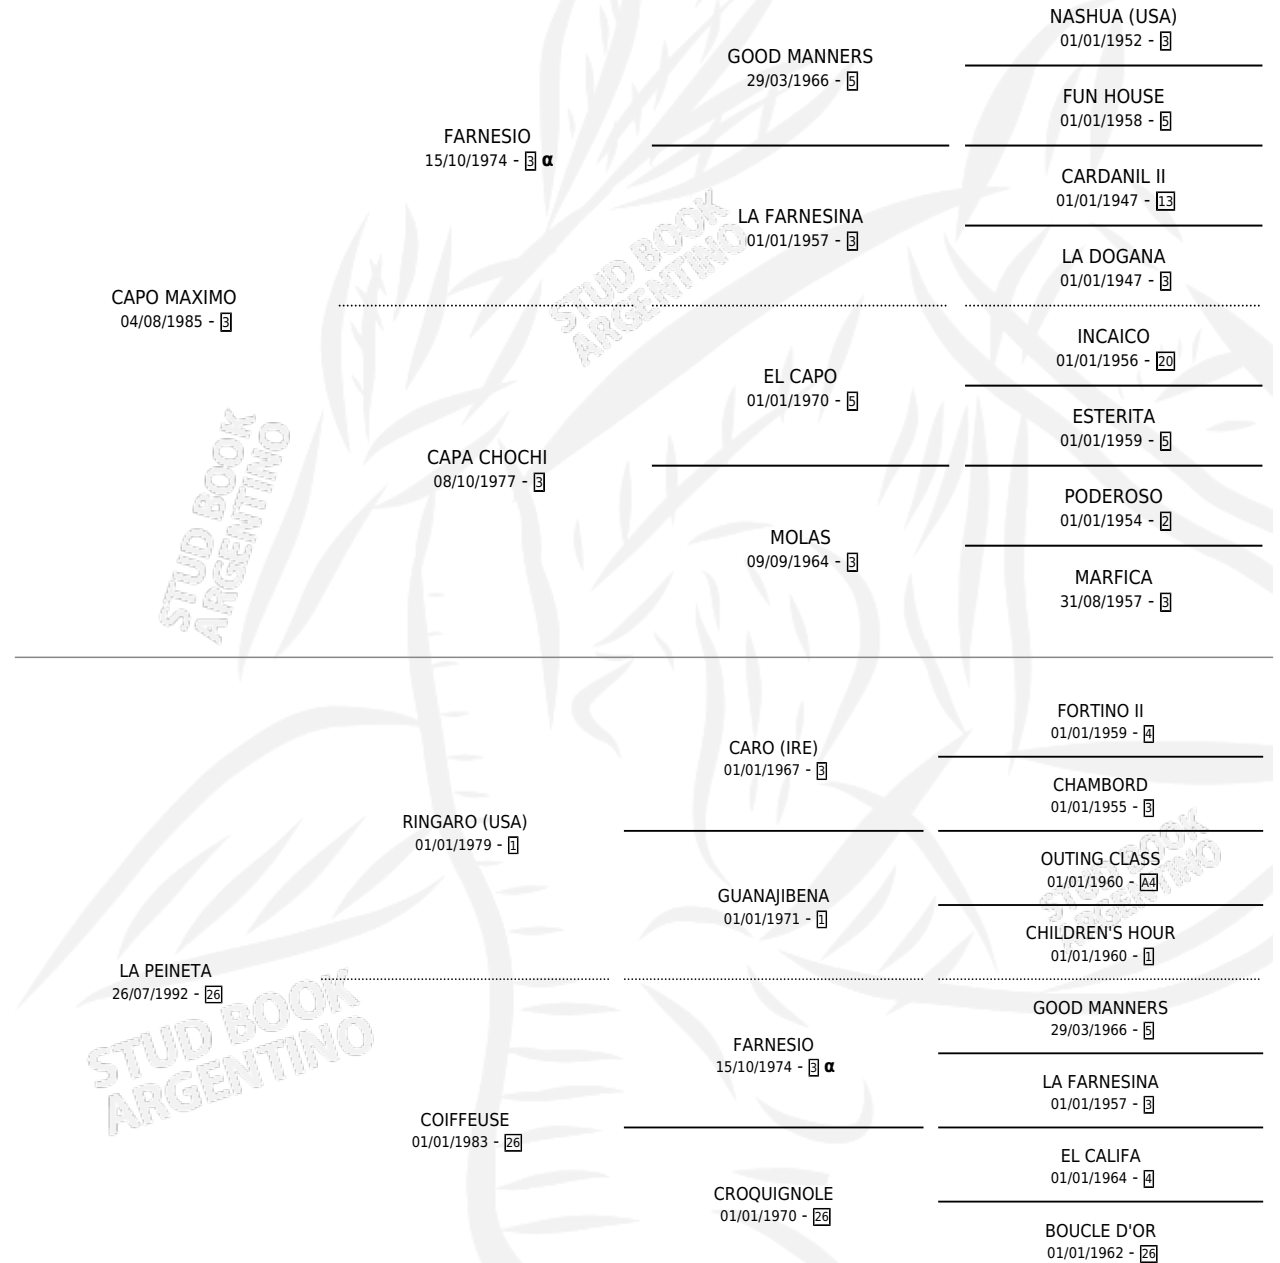 NASHUA (USA)
01/01/1952 - 3
GOOD MANNERS
29/03/1966 - 5
FUN HOUSE
01/01/1958 - 5
FARNESIO
15/10/1974 - 3 α
CARDANIL II
01/01/1947 - 13
LA FARNESINA
01/01/1957 - 3
LA DOGANA
01/01/1947 - 3
CAPO MAXIMO
04/08/1985 - 3
INCAICO
01/01/1956 - 20
EL CAPO
01/01/1970 - 5
ESTERITA
01/01/1959 - 5
CAPA CHOCHI
08/10/1977 - 3
PODEROSO
01/01/1954 - 2
MOLAS
09/09/1964 - 3
MARFICA
31/08/1957 - 3
FORTINO II
01/01/1959 - 4
CARO (IRE)
01/01/1967 - 3
CHAMBORD
01/01/1955 - 3
RINGARO (USA)
01/01/1979 - 1
OUTING CLASS
01/01/1960 - A4
GUANAJIBENA
01/01/1971 - 1
CHILDREN'S HOUR
01/01/1960 - 1
LA PEINETA
26/07/1992 - 26
GOOD MANNERS
29/03/1966 - 5
FARNESIO
15/10/1974 - 3 α
LA FARNESINA
01/01/1957 - 3
COIFFEUSE
01/01/1983 - 26
EL CALIFA
01/01/1964 - 4
CROQUIGNOLE
01/01/1970 - 26
BOUCLE D'OR
01/01/1962 - 26
STUD BOOK
ARGENTINO
STUD BOOK
ARGENTINO
STUD BOOK
ARGENTINO
STUD BOOK
ARGENTINO